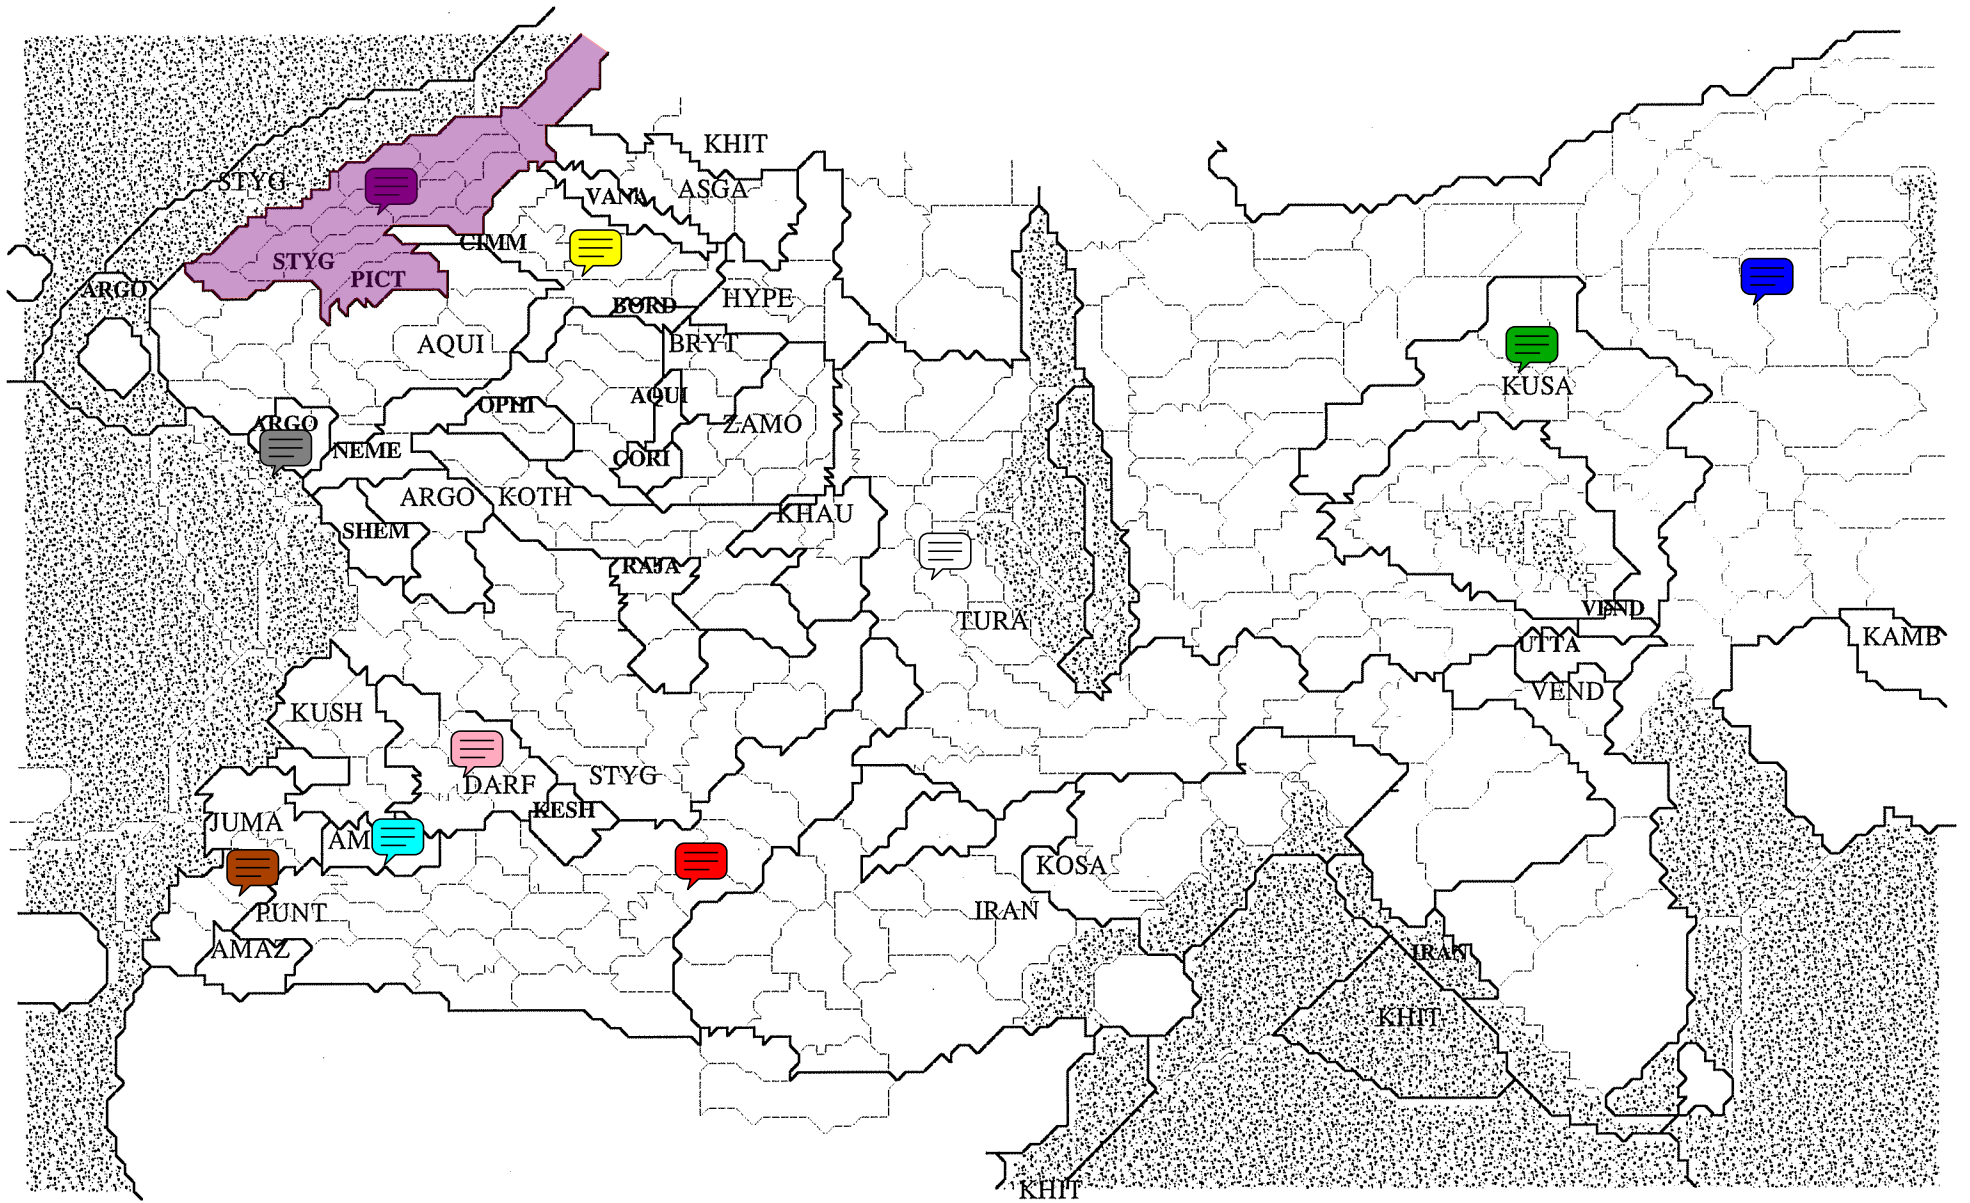 KHIT
STYG
VANA
ASGA
CIMM
STYG
PICT
ARGO
HYPE
BORD
AQUI
BRYT
KUSA
AQUI
OPHI
ARGO
ZAMO
NEME
CORI
ARGO
KOTH
KHAU
SHEM
RAJA
VEND
TURA
KAMB
UTTA
VEND
KUSH
STYG
DARF
KESH
JUMA
AM
KOSA
PUNT
IRAN
AMAZ
IRAN
KHIT
KHIT